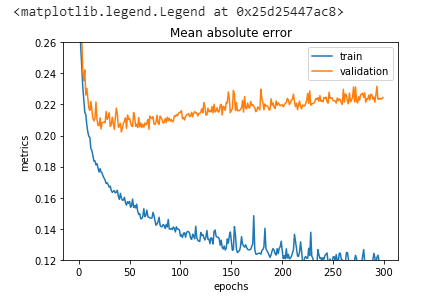 <matplotlib.legend.Legend at 0x25d25447ac8>
Mean absolute error
train
validation
metrics
0.26
0.24
0.22
0.20
0.18
0.16
0.14
0.12
0
50
100
150
200
250
300
epochs